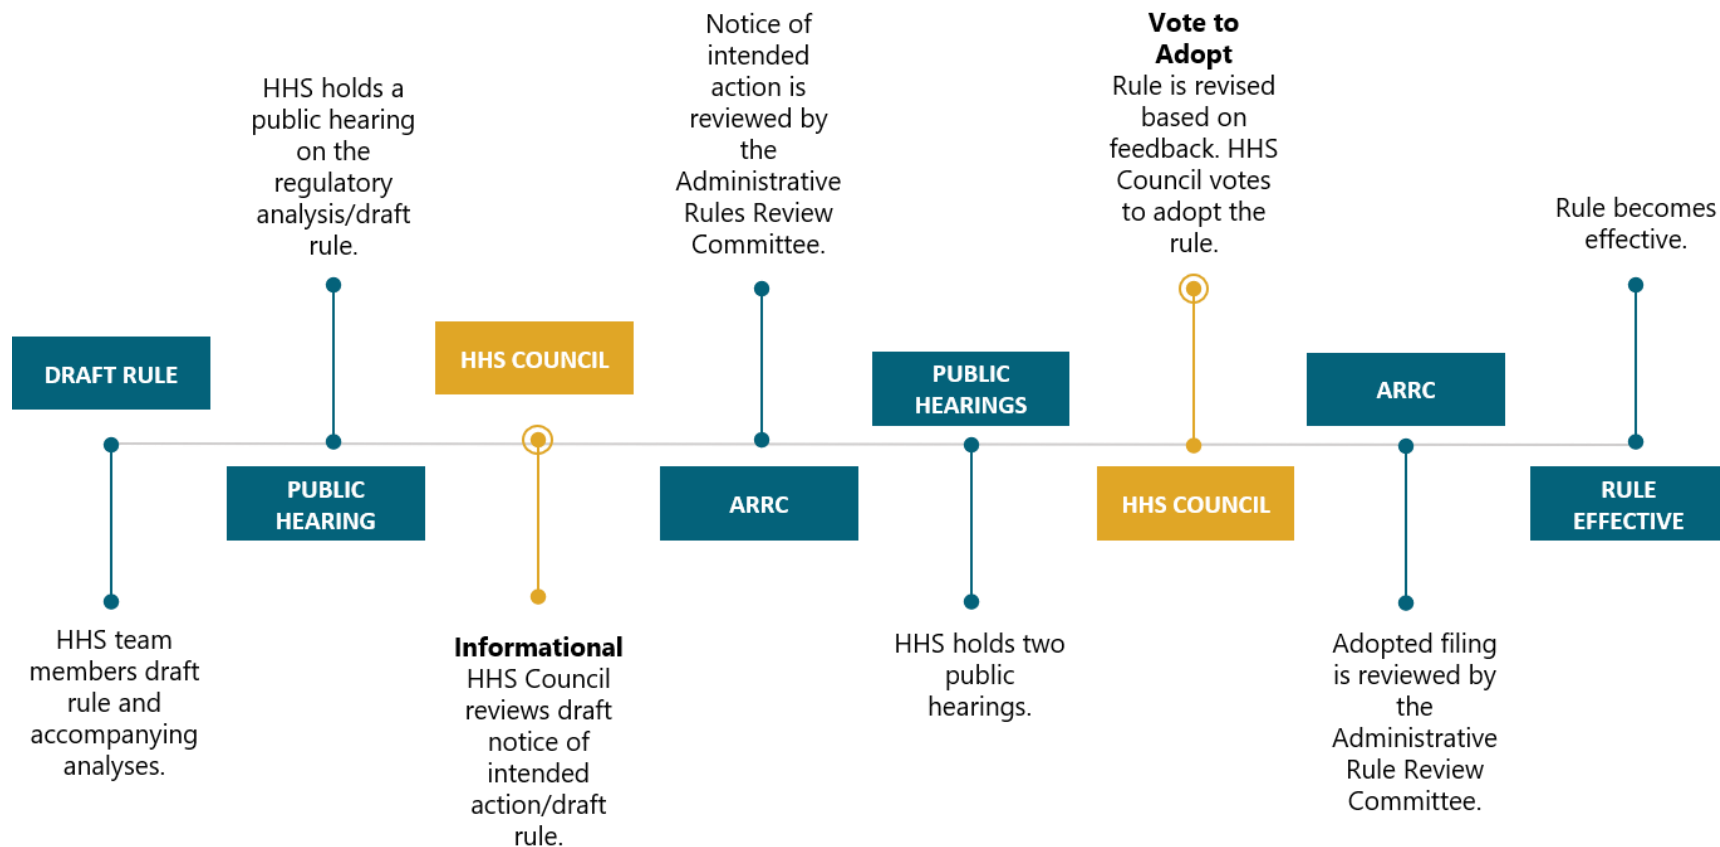 DRAFT RULE
HHS team
members draft
rule and
accompanying
analyses.
HHS holds a
public hearing
on the
regulatory
analysis/draft
rule.
PUBLIC
HEARING
HHS COUNCIL
Informational
HHS Council
reviews draft
notice of
intended
action/draft
rule.
Notice of
intended
action is
reviewed by
the
Administrative
Rules Review
Committee.
ARRC
PUBLIC
HEARINGS
HHS holds two
public
hearings.
Vote to
Adopt
Rule is revised
based on
feedback. HHS
Council votes
to adopt the
rule.
HHS COUNCIL
ARRC
Adopted filing
is reviewed by
the
Administrative
Rule Review
Committee.
Rule becomes
effective.
RULE
EFFECTIVE